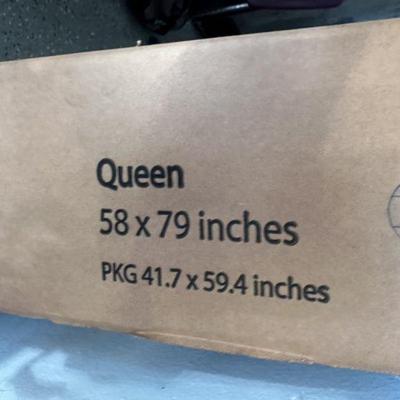 Queen
58 x 79 inches
PKG 41.7 x 59.4 inches